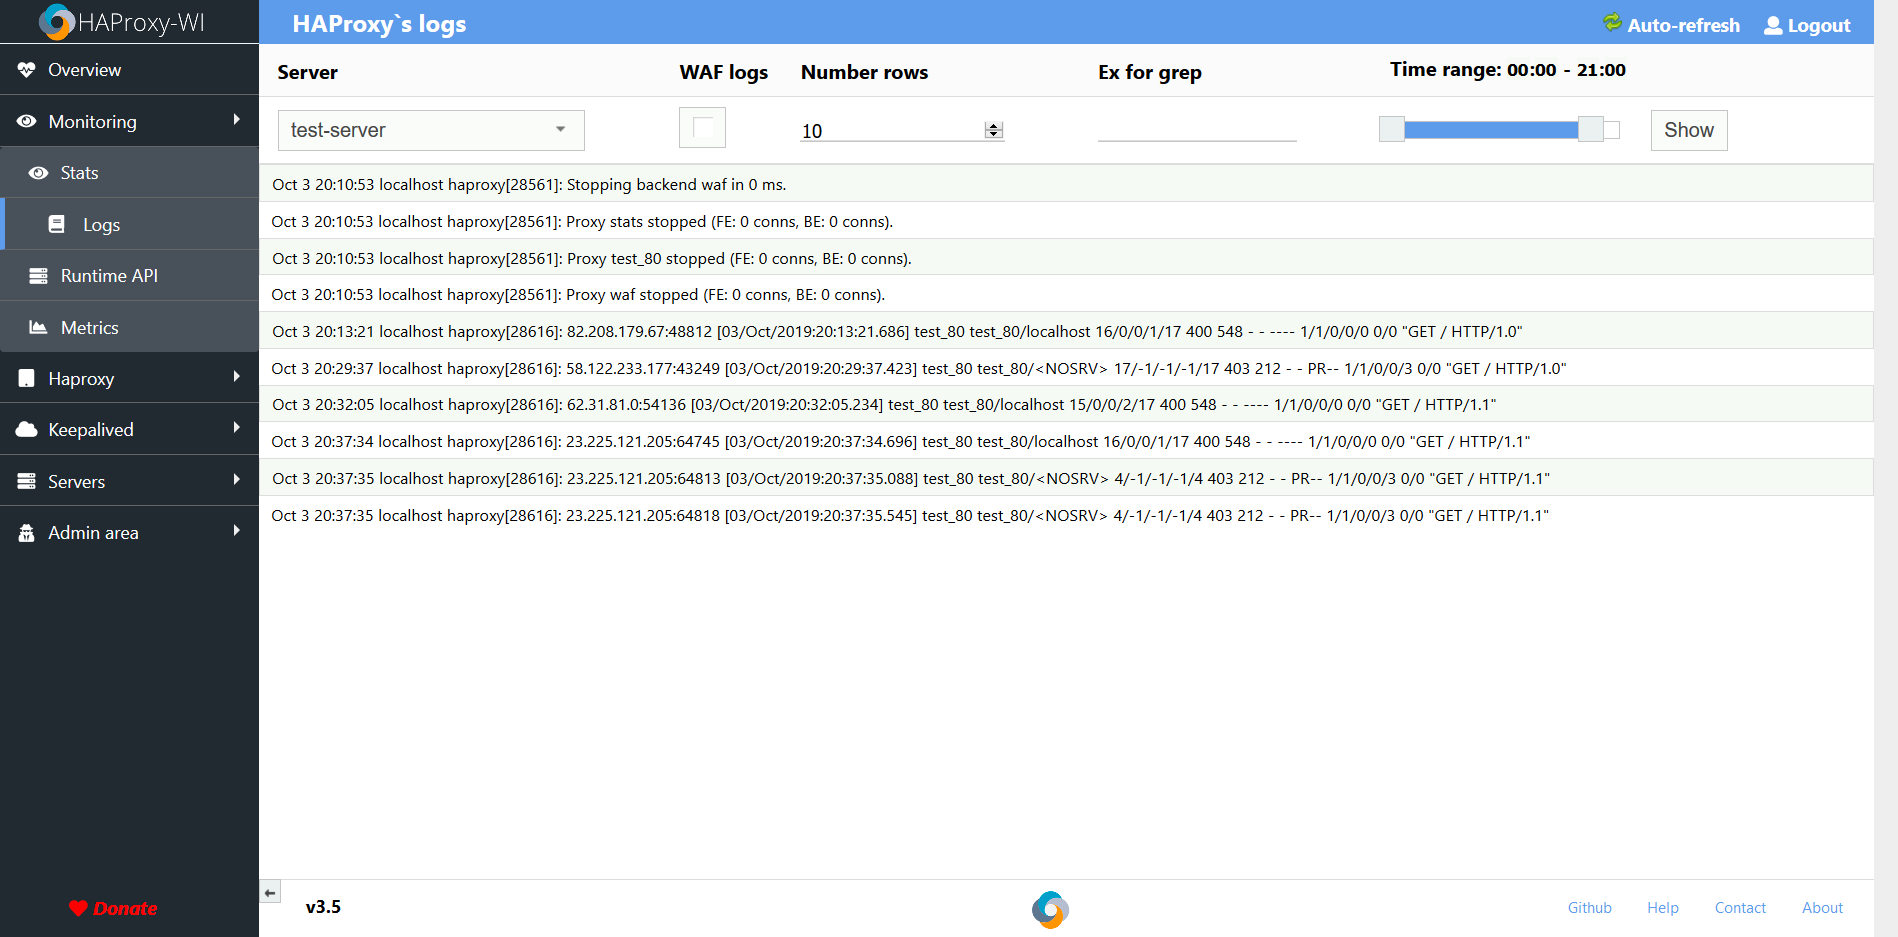 HAProxy-WI
HAProxy`s logs
Auto-refresh
Logout
Overview
Monitoring
Stats
Logs
Runtime API
Metrics
Haproxy
Keepalived
Servers
Admin area
Donate
Server
WAF logs
Number rows
Ex for grep
Time range: 00:00 - 21:00
test-server
10
Show
Oct 3 20:10:53 localhost haproxy[28561]: Stopping backend waf in 0 ms.
Oct 3 20:10:53 localhost haproxy[28561]: Proxy stats stopped (FE: 0 conns, BE: 0 conns).
Oct 3 20:10:53 localhost haproxy[28561]: Proxy test_80 stopped (FE: 0 conns, BE: 0 conns).
Oct 3 20:10:53 localhost haproxy[28561]: Proxy waf stopped (FE: 0 conns, BE: 0 conns).
Oct 3 20:13:21 localhost haproxy[28616]: 82.208.179.67:48812 [03/Oct/2019:20:13:21.686] test_80 test_80/localhost 16/0/0/1/17 400 548 - - ---- 1/1/0/0/0 0/0 "GET / HTTP/1.0"
Oct 3 20:29:37 localhost haproxy[28616]: 58.122.233.177:43249 [03/Oct/2019:20:29:37.423] test_80 test_80/<NOSRV> 17/-1/-1/-1/17 403 212 - - PR-- 1/1/0/0/3 0/0 "GET / HTTP/1.0"
Oct 3 20:32:05 localhost haproxy[28616]: 62.31.81.0:54136 [03/Oct/2019:20:32:05.234] test_80 test_80/localhost 15/0/0/2/17 400 548 - - ---- 1/1/0/0/0 0/0 "GET / HTTP/1.1"
Oct 3 20:37:34 localhost haproxy[28616]: 23.225.121.205:64745 [03/Oct/2019:20:37:34.696] test_80 test_80/localhost 16/0/0/1/17 400 548 - - ---- 1/1/0/0/0 0/0 "GET / HTTP/1.1"
Oct 3 20:37:35 localhost haproxy[28616]: 23.225.121.205:64813 [03/Oct/2019:20:37:35.088] test_80 test_80/<NOSRV> 4/-1/-1/-1/4 403 212 - - PR-- 1/1/0/0/3 0/0 "GET / HTTP/1.1"
Oct 3 20:37:35 localhost haproxy[28616]: 23.225.121.205:64818 [03/Oct/2019:20:37:35.545] test_80 test_80/<NOSRV> 4/-1/-1/-1/4 403 212 - - PR-- 1/1/0/0/3 0/0 "GET / HTTP/1.1"
v3.5
Github
Help
Contact
About